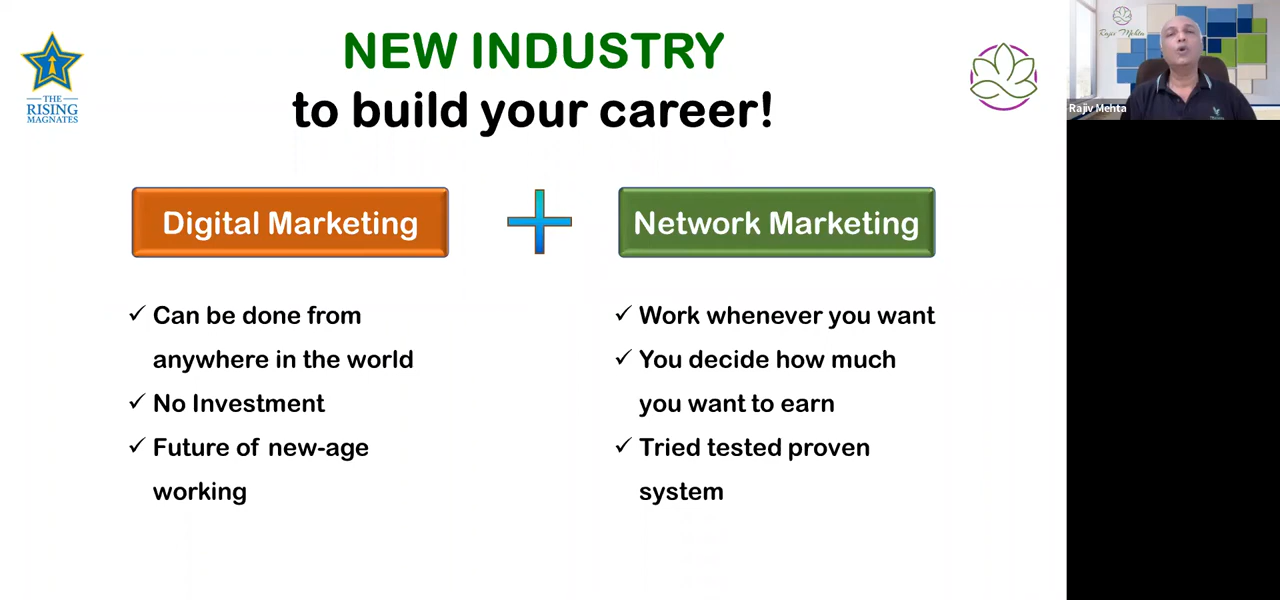 NEW INDUSTRY
to build your career!
THE
RISING
MAGNATES
Digital Marketing
Network Marketing
✓ Can be done from
anywhere in the world
✓ No Investment
✓ Future of new-age
working
✓ Work whenever you want
✓ You decide how much
you want to earn
✓ Tried tested proven
system
Rajiv Mehta
Rajiv Mehta